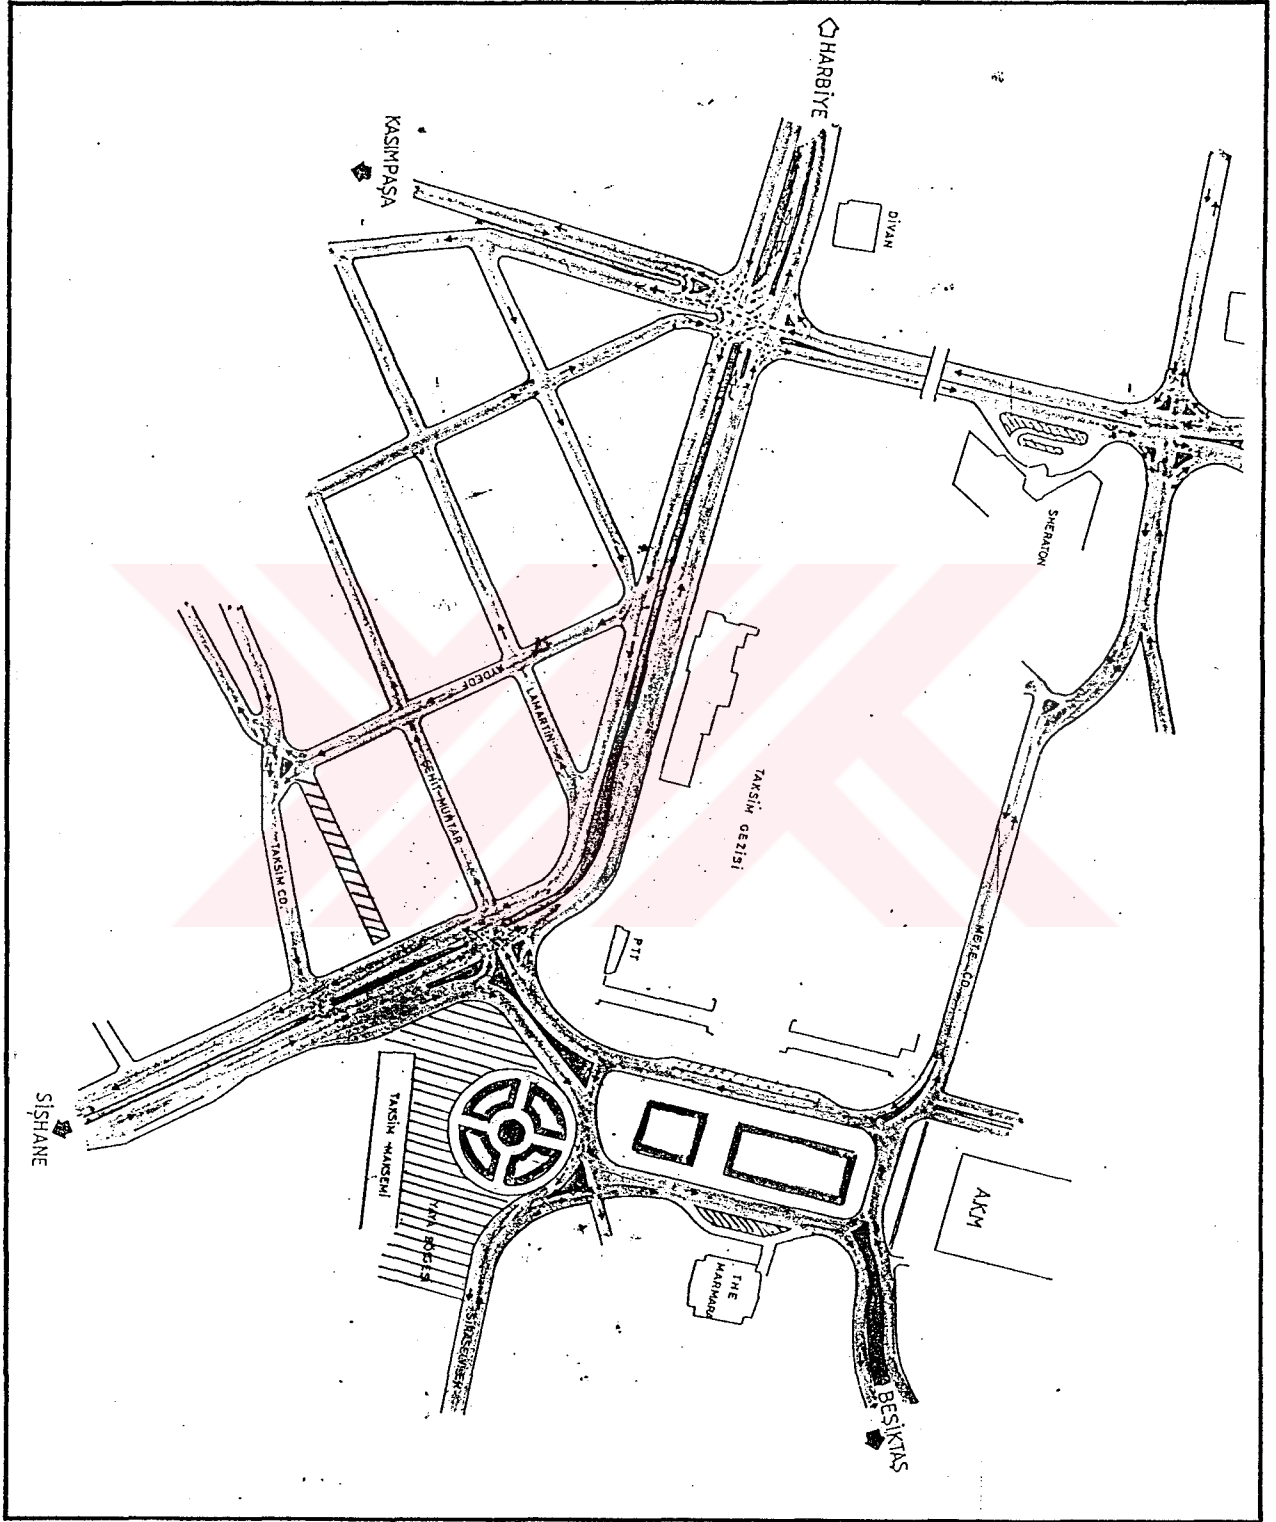 HARBİYE
KASIMPAŞA
DİVAN
SHERATON
AYDEDE
LAMARTİN
ŞEHİT-MUHTAR
TAKSİM GEZİSİ
TAKSİM CD.
METE CD.
PTT
ŞİŞHANE
TAKSİM MAKSEMİ
YAYA BÖLGESİ
A.K.M
THE
MARMARA
SIRASELVİLER
BEŞİKTAŞ